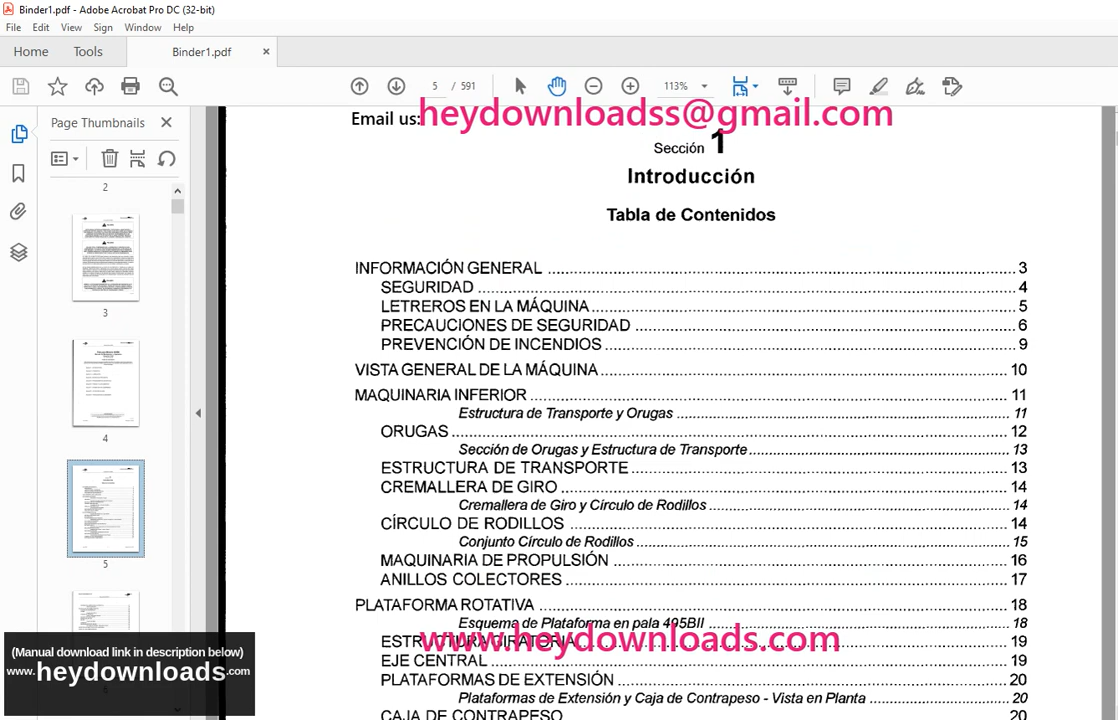 Binder1.pdf - Adobe Acrobat Pro DC (32-bit)
File Edit View Sign Window Help
Home Tools Binder1.pdf ×
5 / 591 113%
Page Thumbnails
2
3
4
5
Email us: heydownloadss@gmail.com
Sección 1
Introducción
Tabla de Contenidos
INFORMACIÓN GENERAL 3
SEGURIDAD 4
LETREROS EN LA MÁQUINA 5
PRECAUCIONES DE SEGURIDAD 6
PREVENCIÓN DE INCENDIOS 9
VISTA GENERAL DE LA MÁQUINA 10
MAQUINARIA INFERIOR 11
Estructura de Transporte y Orugas 11
ORUGAS 12
Sección de Orugas y Estructura de Transporte 13
ESTRUCTURA DE TRANSPORTE 13
CREMALLERA DE GIRO 14
Cremallera de Giro y Círculo de Rodillos 14
CÍRCULO DE RODILLOS 14
Conjunto Círculo de Rodillos 15
MAQUINARIA DE PROPULSIÓN 16
ANILLOS COLECTORES 17
PLATAFORMA ROTATIVA 18
Esquema de Plataforma en pala 495BII 18
ESTRUCTURA GIRATORIA 19
www.heydownloads.com
EJE CENTRAL 19
PLATAFORMAS DE EXTENSIÓN 20
Plataformas de Extensión y Caja de Contrapeso - Vista en Planta 20
CAJA DE CONTRAPESO 20
(Manual download link in description below)
www.heydownloads.com